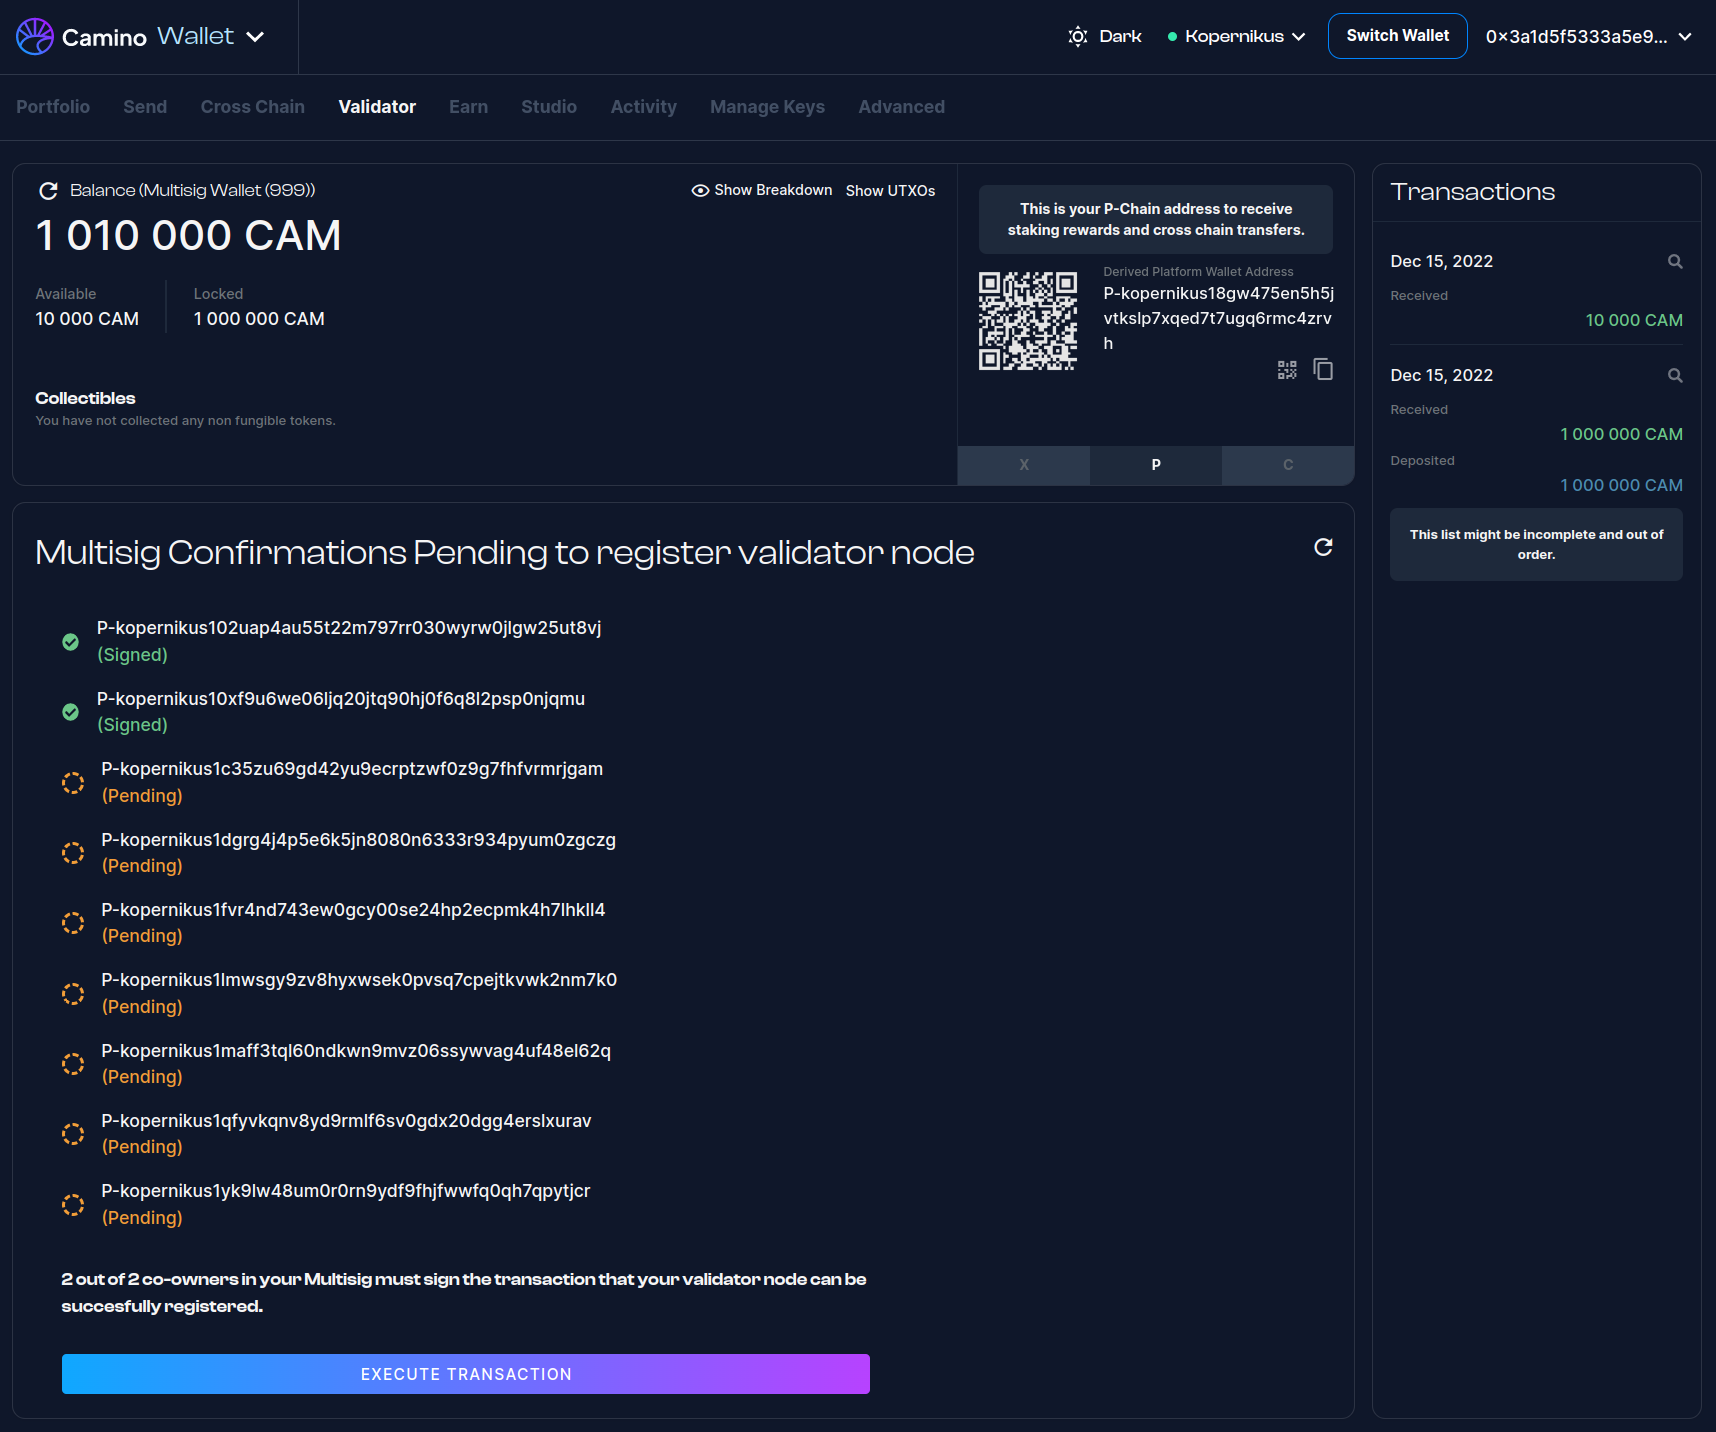 Camino Wallet
Dark
Kopernikus
Switch Wallet
0×3a1d5f5333a5e9...
Portfolio Send Cross Chain Validator Earn Studio Activity Manage Keys Advanced
Balance (Multisig Wallet (999))
Show Breakdown Show UTXOs
1 010 000 CAM
Available
10 000 CAM
Locked
1 000 000 CAM
Collectibles
You have not collected any non fungible tokens.
This is your P-Chain address to receive
staking rewards and cross chain transfers.
Derived Platform Wallet Address
P-kopernikus18gw475en5h5j
vtkslp7xqed7t7ugq6rmc4zrv
h
X P C
Transactions
Dec 15, 2022
Received
10 000 CAM
Dec 15, 2022
Received
1 000 000 CAM
Deposited
1 000 000 CAM
This list might be incomplete and out of
order.
Multisig Confirmations Pending to register validator node
P-kopernikus102uap4au55t22m797rr030wyrw0jlgw25ut8vj
(Signed)
P-kopernikus10xf9u6we06ljq20jtq90hj0f6q8l2psp0njqmu
(Signed)
P-kopernikus1c35zu69gd42yu9ecrptzwf0z9g7fhfvrmrjgam
(Pending)
P-kopernikus1dgrg4j4p5e6k5jn8080n6333r934pyum0zgczg
(Pending)
P-kopernikus1fvr4nd743ew0gcy00se24hp2ecpmk4h7lhkll4
(Pending)
P-kopernikus1lmwsgy9zv8hyxwsek0pvsq7cpejtkvwk2nm7k0
(Pending)
P-kopernikus1maff3tql60ndkwn9mvz06ssywvag4uf48el62q
(Pending)
P-kopernikus1qfyvkqnv8yd9rmlf6sv0gdx20dgg4erslxurav
(Pending)
P-kopernikus1yk9lw48um0r0rn9ydf9fhjfwwfq0qh7qpytjcr
(Pending)
2 out of 2 co-owners in your Multisig must sign the transaction that your validator node can be
succesfully registered.
EXECUTE TRANSACTION